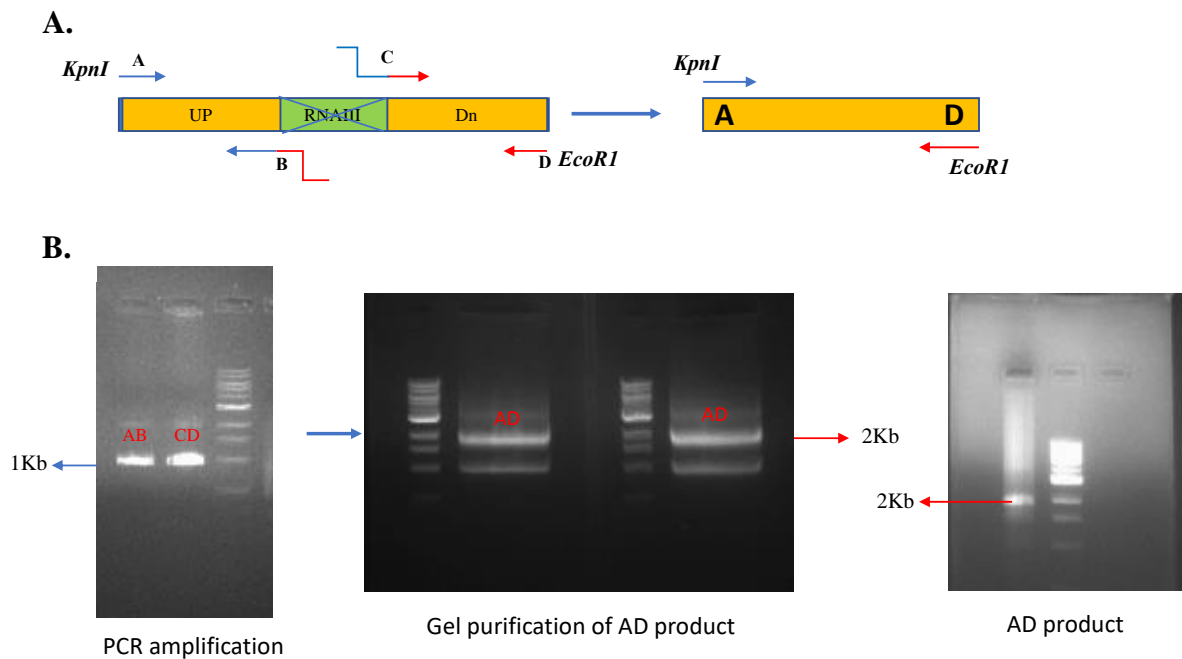 A.
KpnI A C KpnI
UP RNAIII Dn A D
B D EcoR1 EcoR1
B.
AB CD AD AD
1Kb 2Kb 2Kb
PCR amplification Gel purification of AD product AD product